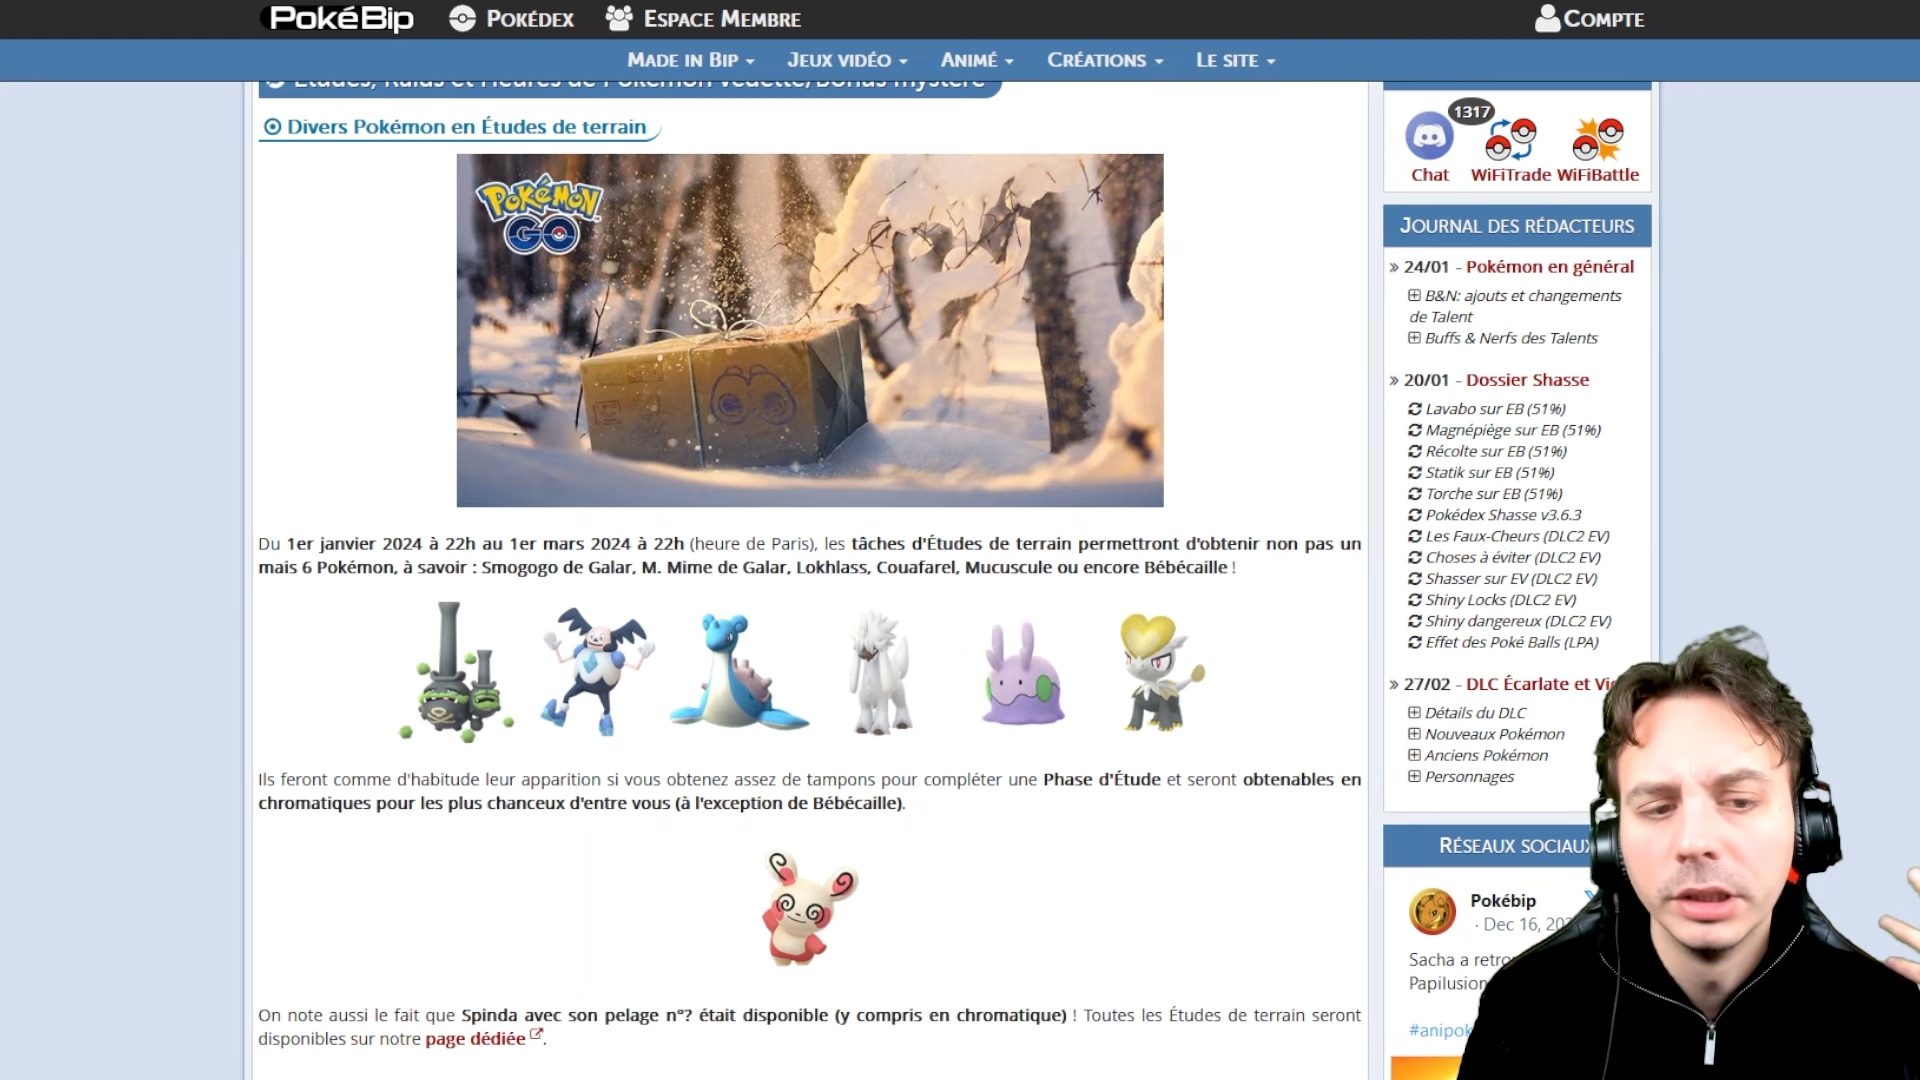 PokéBip
Pokédex
Espace Membre
Compte
Made in Bip
Jeux vidéo
Animé
Créations
Le site
Études, Raids et Heures de Pokémon vedette/Bonus mystère
Divers Pokémon en Études de terrain
Pokémon
GO
Du 1er janvier 2024 à 22h au 1er mars 2024 à 22h (heure de Paris), les tâches d'Études de terrain permettront d'obtenir non pas un
mais 6 Pokémon, à savoir : Smogogo de Galar, M. Mime de Galar, Lokhlass, Couafarel, Mucuscule ou encore Bébécaille !
Ils feront comme d'habitude leur apparition si vous obtenez assez de tampons pour compléter une Phase d'Étude et seront obtenables en
chromatiques pour les plus chanceux d'entre vous (à l'exception de Bébécaille).
On note aussi le fait que Spinda avec son pelage n°? était disponible (y compris en chromatique) ! Toutes les Études de terrain seront
disponibles sur notre page dédiée.
1317
Chat
WiFiTrade
WiFiBattle
Journal des rédacteurs
» 24/01 - Pokémon en général
B&N: ajouts et changements
de Talent
Buffs & Nerfs des Talents
» 20/01 - Dossier Shasse
Lavabo sur EB (51%)
Magnépiège sur EB (51%)
Récolte sur EB (51%)
Statik sur EB (51%)
Torche sur EB (51%)
Pokédex Shasse v3.6.3
Les Faux-Cheurs (DLC2 EV)
Choses à éviter (DLC2 EV)
Shasser sur EV (DLC2 EV)
Shiny Locks (DLC2 EV)
Shiny dangereux (DLC2 EV)
Effet des Poké Balls (LPA)
» 27/02 - DLC Écarlate et
Détails du DLC
Nouveaux Pokémon
Anciens Pokémon
Personnages
Réseaux sociaux
Pokébip
· Dec 16,
Sacha a
Papilusion